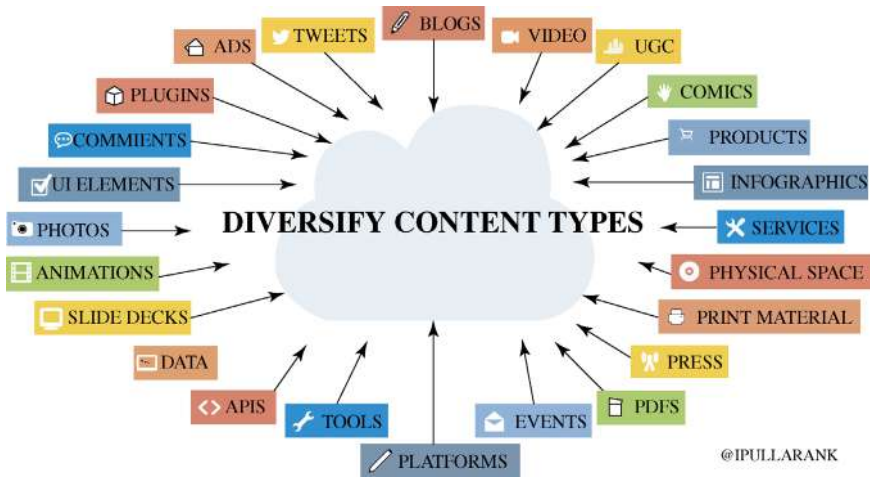 BLOGS
TWEETS
VIDEO
ADS
UGC
PLUGINS
COMICS
COMMIENTS
PRODUCTS
UI ELEMENTS
INFOGRAPHICS
DIVERSIFY CONTENT TYPES
PHOTOS
SERVICES
ANIMATIONS
PHYSICAL SPACE
SLIDE DECKS
PRINT MATERIAL
DATA
PRESS
APIS
PDFS
TOOLS
EVENTS
PLATFORMS
@IPULLARANK